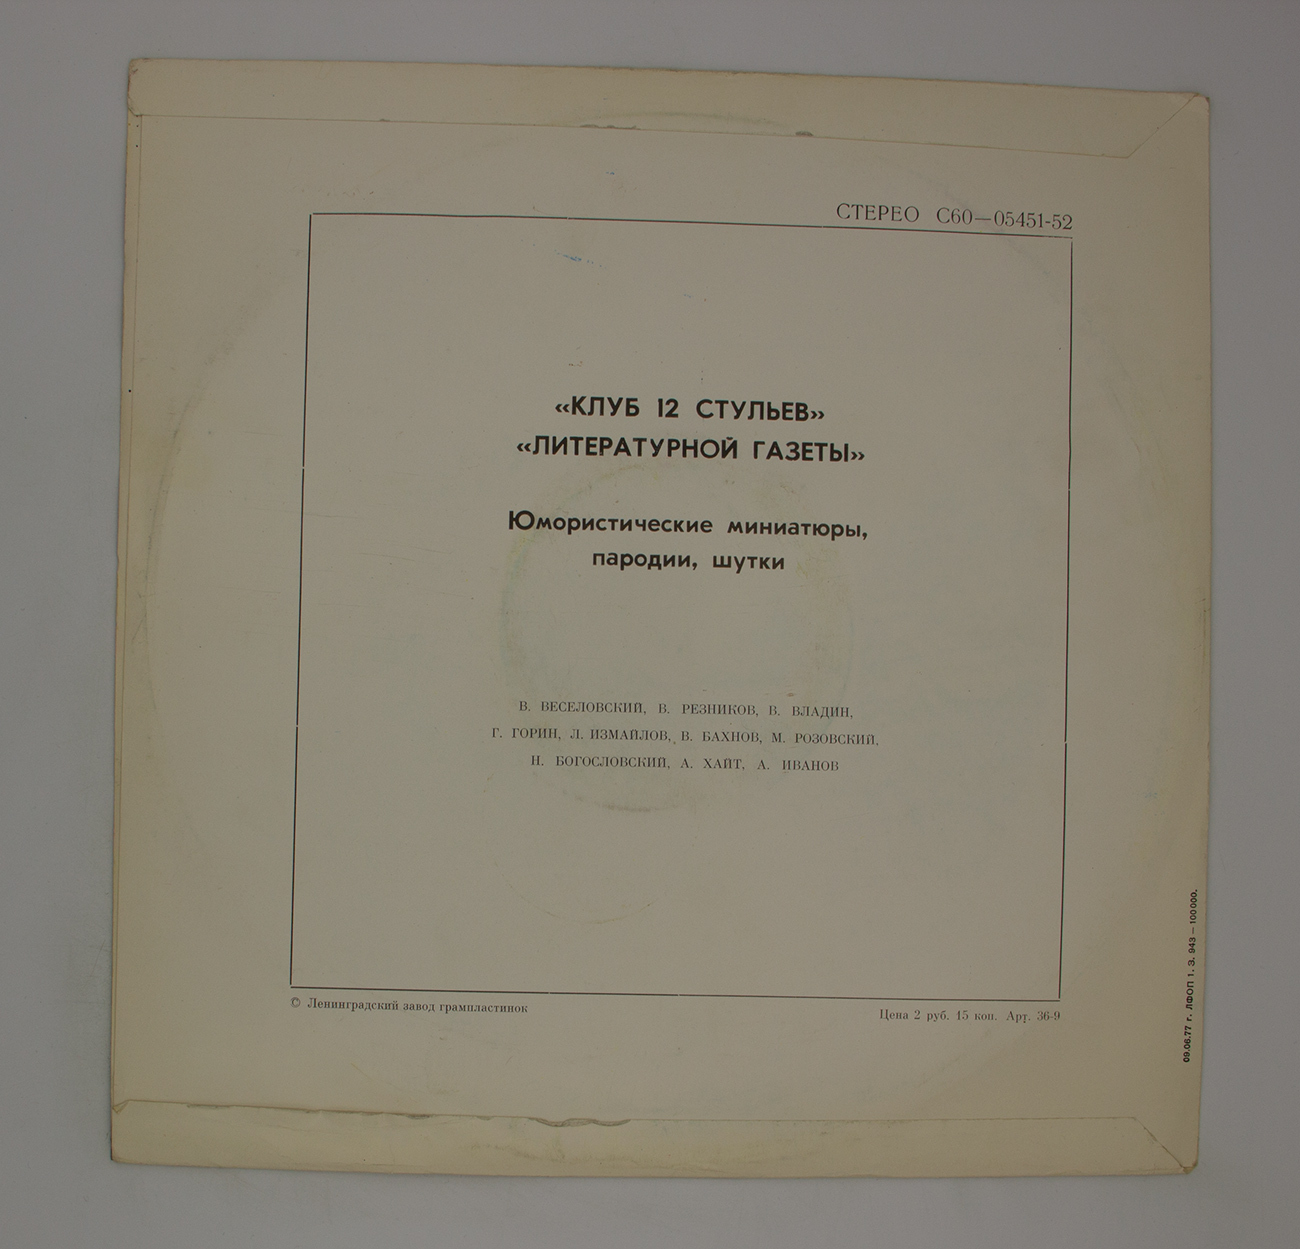 СТЕРЕО С60—05451-52
«КЛУБ 12 СТУЛЬЕВ»
«ЛИТЕРАТУРНОЙ ГАЗЕТЫ»
Юмористические миниатюры,
пародии, шутки
В. ВЕСЕЛОВСКИЙ, В. РЕЗНИКОВ, В. ВЛАДИН,
Г. ГОРИН, Л. ИЗМАЙЛОВ, В. БАХНОВ, М. РОЗОВСКИЙ,
Н. БОГОСЛОВСКИЙ, А. ХАЙТ, А. ИВАНОВ
© Ленинградский завод грампластинок
Цена 2 руб. 15 коп. Арт. 36-9
09.06.77 г. ЛФОП 1. З. 943 — 100000.